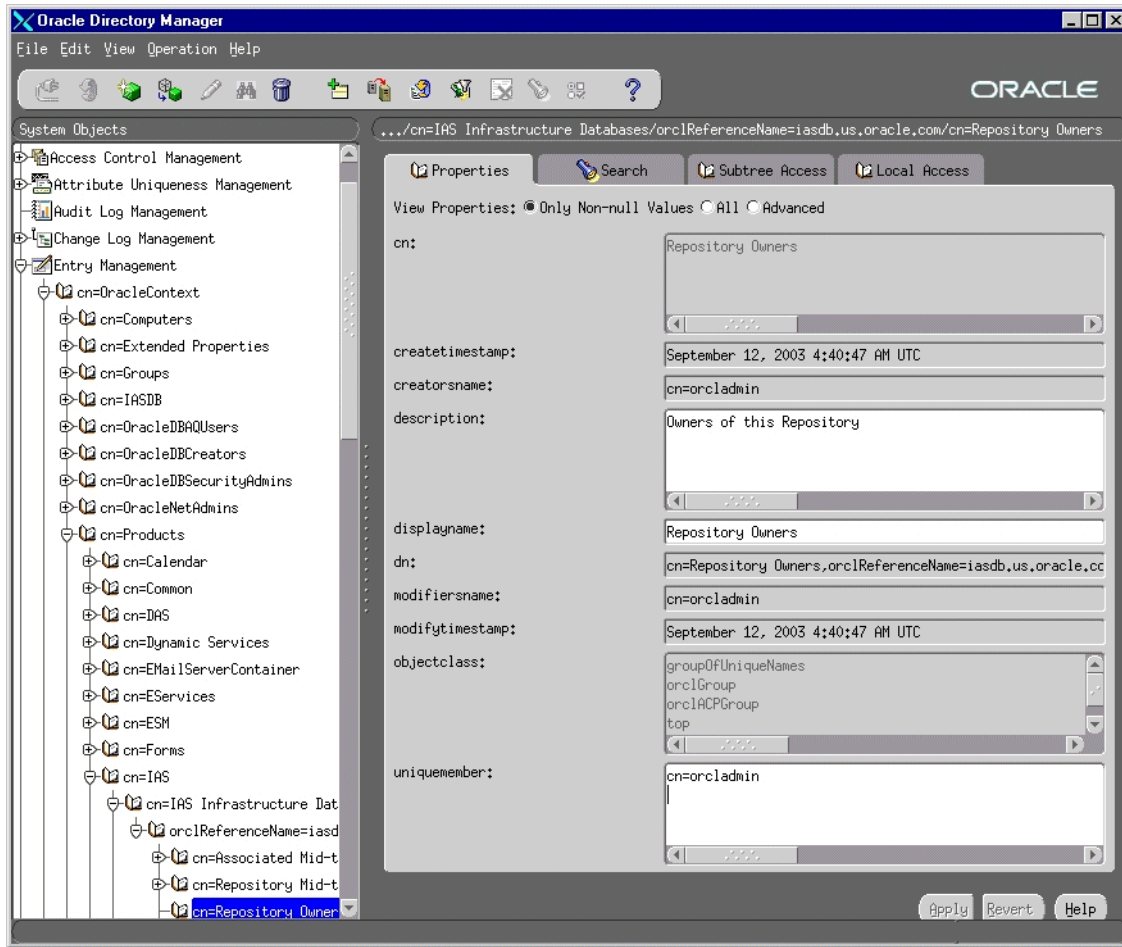 Oracle Directory Manager
File Edit View Operation Help
ORACLE
System Objects
Access Control Management
Attribute Uniqueness Management
Audit Log Management
Change Log Management
Entry Management
cn=OracleContext
cn=Computers
cn=Extended Properties
cn=Groups
cn=IASDB
cn=OracleDBAQUsers
cn=OracleDBCreators
cn=OracleDBSecurityAdmins
cn=OracleNetAdmins
cn=Products
cn=Calendar
cn=Common
cn=DAS
cn=Dynamic Services
cn=EMailServerContainer
cn=EServices
cn=ESM
cn=Forms
cn=IAS
cn=IAS Infrastructure Dat
orclReferenceName=iasd
cn=Associated Mid-t
cn=Repository Mid-t
cn=Repository Owner
.../cn=IAS Infrastructure Databases/orclReferenceName=iasdb.us.oracle.com/cn=Repository Owners
Properties Search Subtree Access Local Access
View Properties: Only Non-null Values All Advanced
cn: Repository Owners
createtimestamp: September 12, 2003 4:40:47 AM UTC
creatorsname: cn=orcladmin
description: Owners of this Repository
displayname: Repository Owners
dn: cn=Repository Owners,orclReferenceName=iasdb.us.oracle.cc
modifiersname: cn=orcladmin
modifytimestamp: September 12, 2003 4:40:47 AM UTC
objectclass: groupOfUniqueNames
orclGroup
orclACPGroup
top
uniquemember: cn=orcladmin
Apply Revert Help